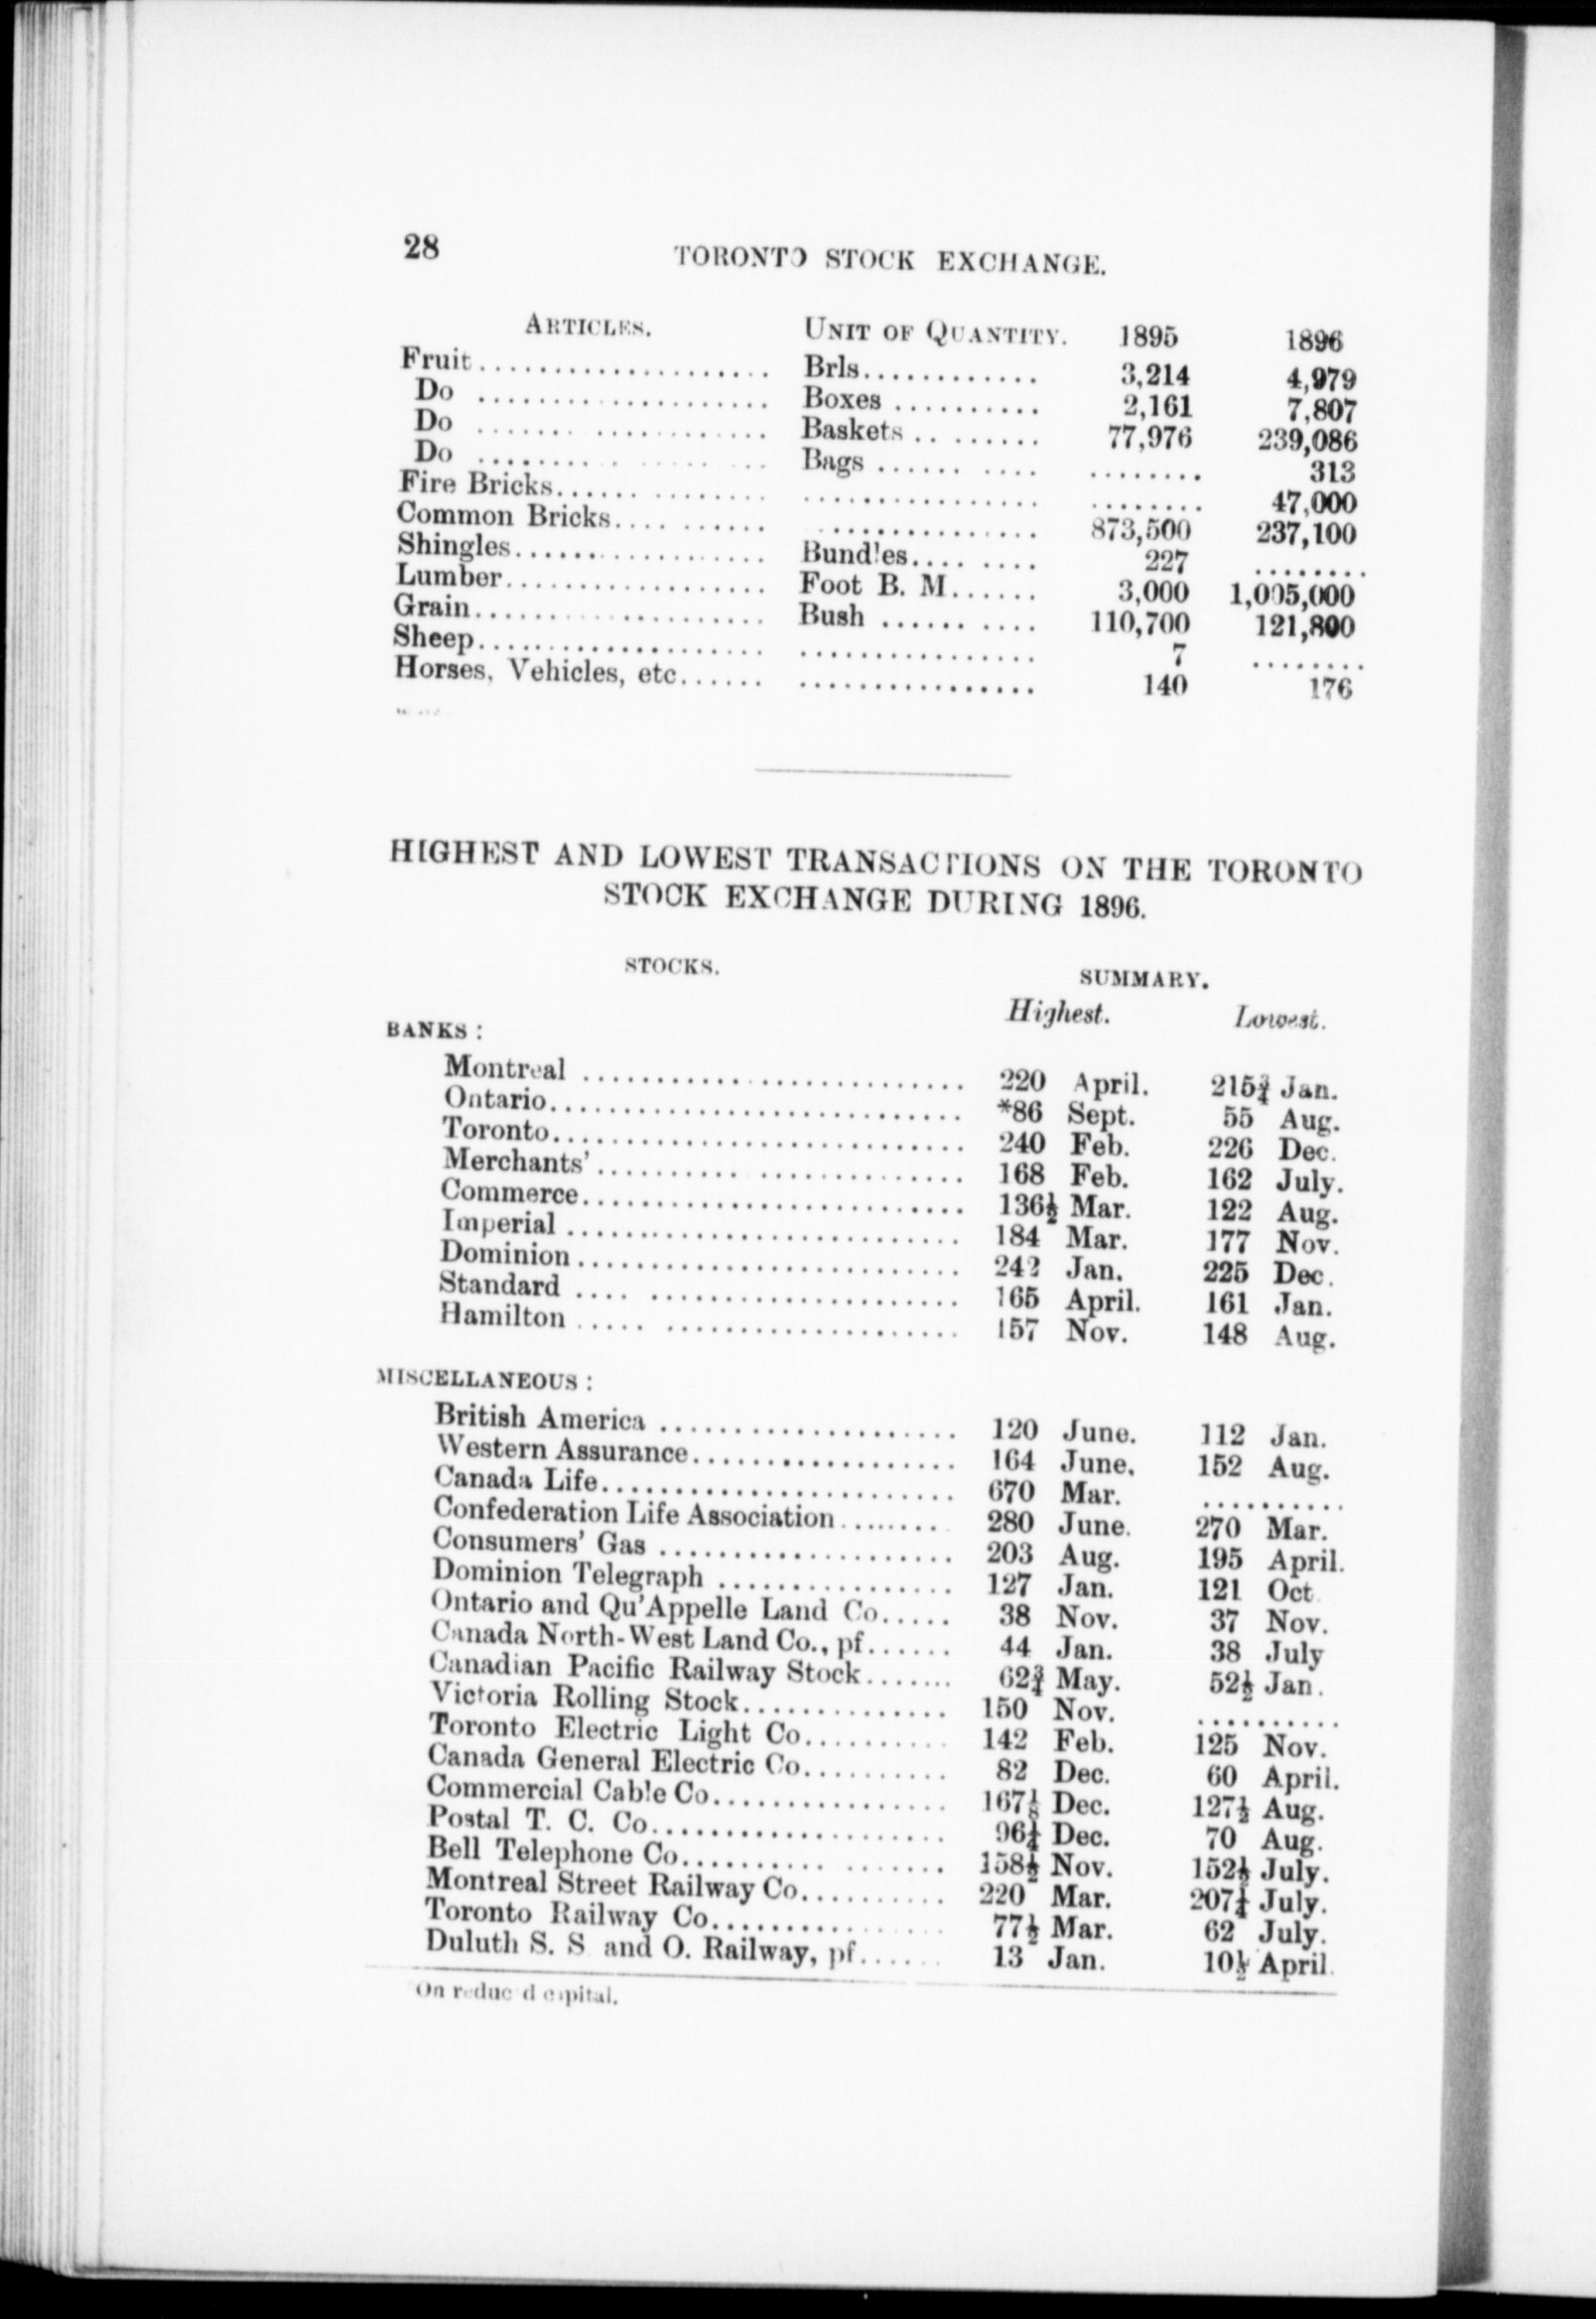 28 TORONTO STOCK EXCHANGE.
ARTICLES. UNIT OF QUANTITY. 1895 1896
Fruit.................... Brls............ 3,214 4,979
Do .................... Boxes .......... 2,161 7,807
Do .................... Baskets ......... 77,976 239,086
Do .................... Bags .......... ........ 313
Fire Bricks............... ................ ........ 47,000
Common Bricks.......... ............... 873,500 237,100
Shingles................. Bundles......... 227 ........
Lumber.................. Foot B. M...... 3,000 1,005,000
Grain.................... Bush .......... 110,700 121,800
Sheep.................... ................ 7 ........
Horses, Vehicles, etc...... ................ 140 176
HIGHEST AND LOWEST TRANSACTIONS ON THE TORONTO
STOCK EXCHANGE DURING 1896.
STOCKS. SUMMARY.
Highest. Lowest.
BANKS :
Montreal .......................... 220 April. 215¾ Jan.
Ontario............................ *86 Sept. 55 Aug.
Toronto............................ 240 Feb. 226 Dec.
Merchants'......................... 168 Feb. 162 July.
Commerce.......................... 136½ Mar. 122 Aug.
Imperial ........................... 184 Mar. 177 Nov.
Dominion.......................... 242 Jan. 225 Dec.
Standard ......................... 165 April. 161 Jan.
Hamilton ......................... 157 Nov. 148 Aug.
MISCELLANEOUS :
British America .................... 120 June. 112 Jan.
Western Assurance.................. 164 June. 152 Aug.
Canada Life........................ 670 Mar. ..........
Confederation Life Association........ 280 June. 270 Mar.
Consumers' Gas .................... 203 Aug. 195 April.
Dominion Telegraph ................ 127 Jan. 121 Oct
Ontario and Qu'Appelle Land Co..... 38 Nov. 37 Nov.
Canada North-West Land Co., pf...... 44 Jan. 38 July
Canadian Pacific Railway Stock....... 62¾ May. 52½ Jan.
Victoria Rolling Stock.............. 150 Nov. ..........
Toronto Electric Light Co.......... 142 Feb. 125 Nov.
Canada General Electric Co.......... 82 Dec. 60 April.
Commercial Cable Co................ 167⅛ Dec. 127½ Aug.
Postal T. C. Co.................... 96¼ Dec. 70 Aug.
Bell Telephone Co................. 158½ Nov. 152½ July.
Montreal Street Railway Co.......... 220 Mar. 207¼ July.
Toronto Railway Co................ 77½ Mar. 62 July.
Duluth S. S and O. Railway, pf...... 13 Jan. 10½ April.
On reduced capital.